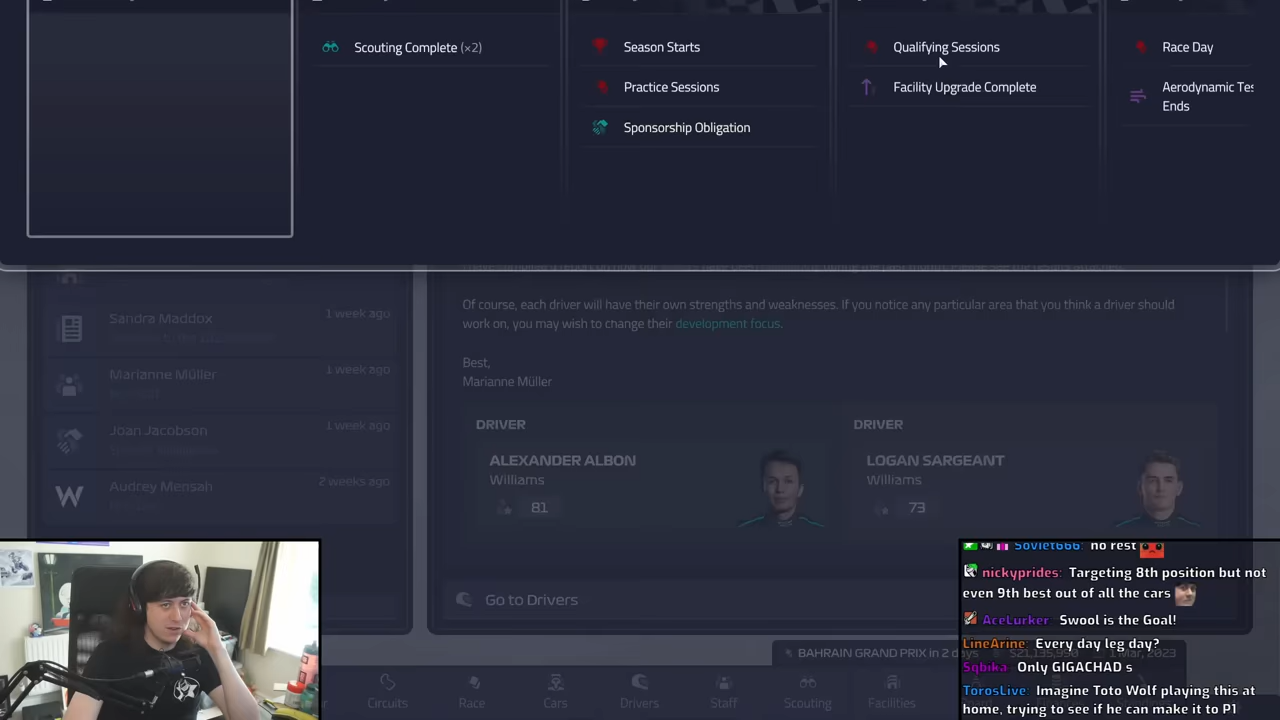 Scouting Complete (×2)
Season Starts
Practice Sessions
Sponsorship Obligation
Qualifying Sessions
Facility Upgrade Complete
Race Day
Aerodynamic Tes
Ends
Of course, each driver will have their own strengths and weaknesses. If you notice any particular area that you think a driver should
work on, you may wish to change their development focus.
Best,
Marianne Müller
Sandra Maddox
1 week ago
Marianne Müller
1 week ago
Joan Jacobson
1 week ago
Audrey Mensah
2 weeks ago
DRIVER
ALEXANDER ALBON
Williams
81
DRIVER
LOGAN SARGEANT
Williams
73
Go to Drivers
BAHRAIN GRAND PRIX in 2 days
1 Mar, 2023
Circuits
Race
Cars
Drivers
Staff
Scouting
Facilities
Soviet666: no rest
nickyprides: Targeting 8th position but not
even 9th best out of all the cars
AceLurker: Swool is the Goal!
LineArine: Every day leg day?
Sqbika: Only GIGACHAD s
TorosLive: Imagine Toto Wolf playing this at
home, trying to see if he can make it to P1